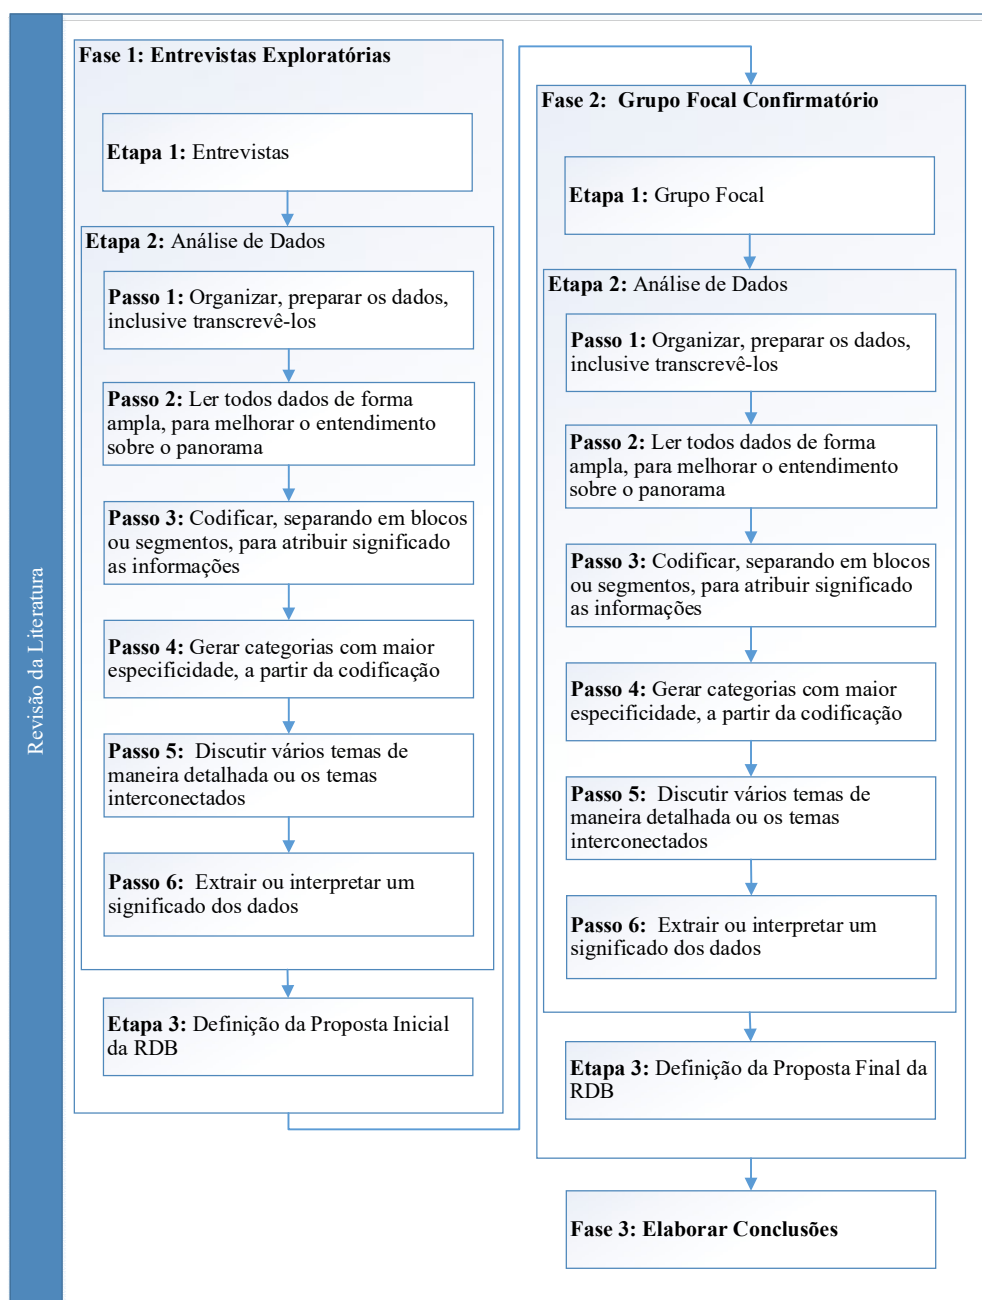 Revisão da Literatura
Fase 1: Entrevistas Exploratórias
Etapa 1: Entrevistas
Etapa 2: Análise de Dados
Passo 1: Organizar, preparar os dados,
inclusive transcrevê-los
Passo 2: Ler todos dados de forma
ampla, para melhorar o entendimento
sobre o panorama
Passo 3: Codificar, separando em blocos
ou segmentos, para atribuir significado
as informações
Passo 4: Gerar categorias com maior
especificidade, a partir da codificação
Passo 5: Discutir vários temas de
maneira detalhada ou os temas
interconectados
Passo 6: Extrair ou interpretar um
significado dos dados
Etapa 3: Definição da Proposta Inicial
da RDB
Fase 2: Grupo Focal Confirmatório
Etapa 1: Grupo Focal
Etapa 2: Análise de Dados
Passo 1: Organizar, preparar os dados,
inclusive transcrevê-los
Passo 2: Ler todos dados de forma
ampla, para melhorar o entendimento
sobre o panorama
Passo 3: Codificar, separando em blocos
ou segmentos, para atribuir significado
as informações
Passo 4: Gerar categorias com maior
especificidade, a partir da codificação
Passo 5: Discutir vários temas de
maneira detalhada ou os temas
interconectados
Passo 6: Extrair ou interpretar um
significado dos dados
Etapa 3: Definição da Proposta Final da
RDB
Fase 3: Elaborar Conclusões